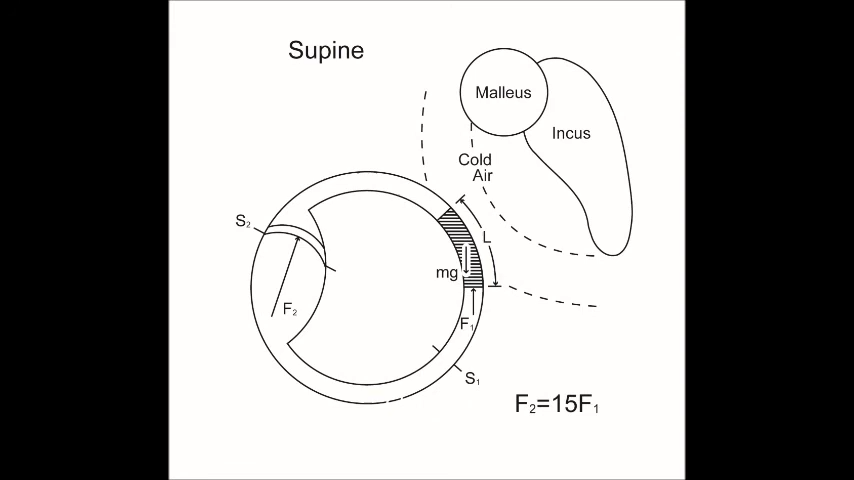 Supine
Malleus
Incus
Cold
Air
S₂
L
mg
F₂
F₁
S₁
F₂=15F₁